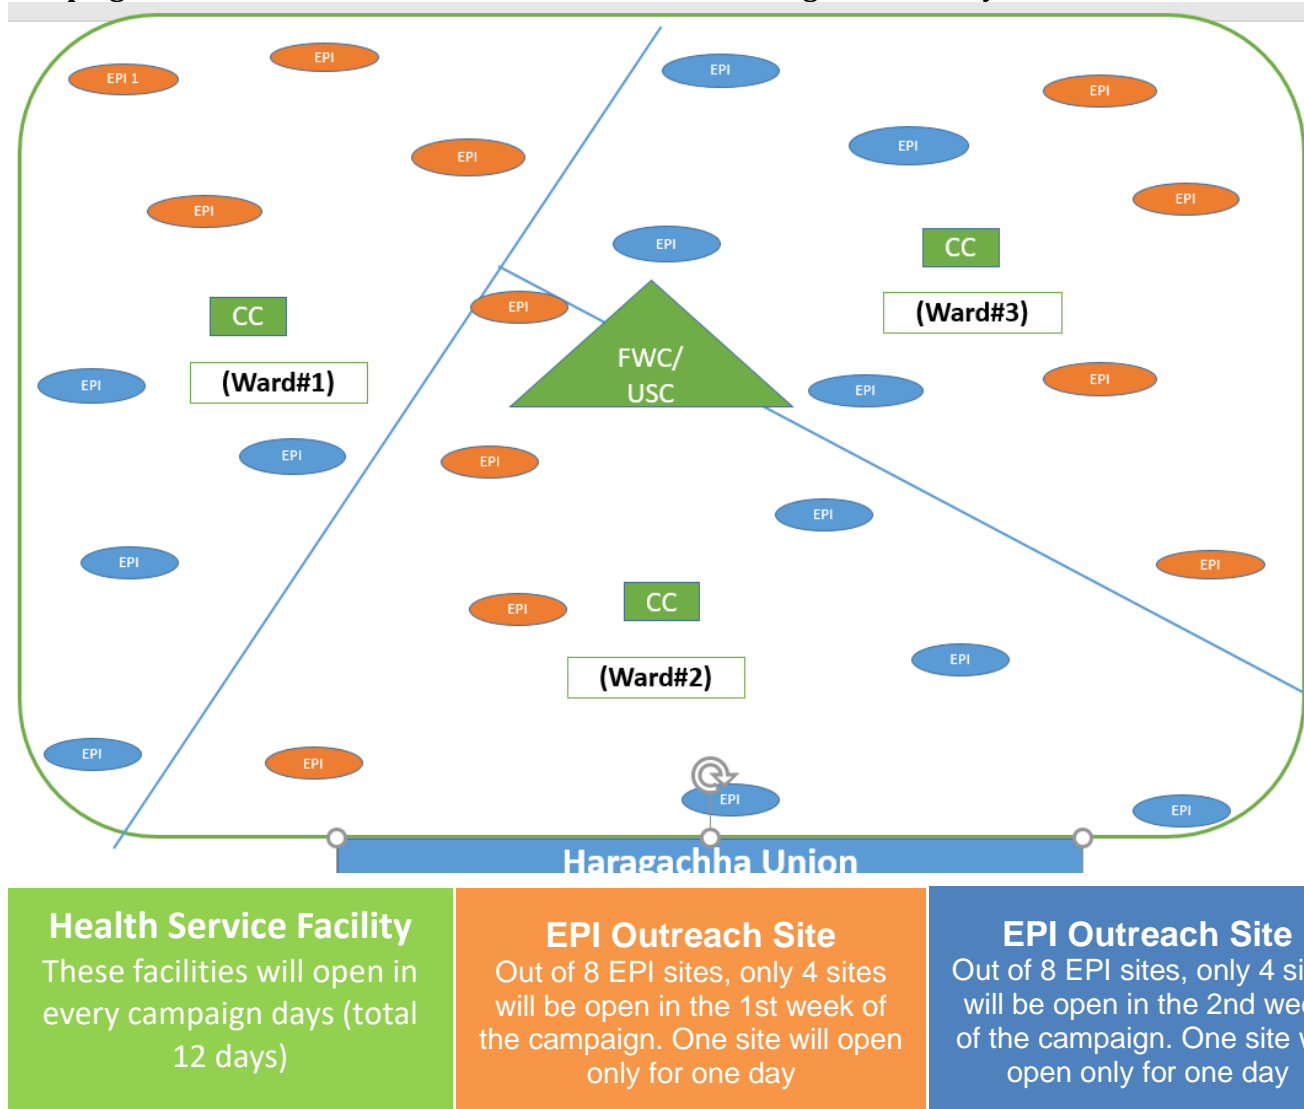 EPI
EPI 1
EPI
EPI
EPI
EPI
EPI
EPI
EPI
EPI
CC
CC
EPI
(Ward#3)
FWC/
USC
(Ward#1)
EPI
EPI
EPI
EPI
EPI
EPI
EPI
EPI
CC
EPI
EPI
(Ward#2)
EPI
EPI
EPI
EPI
EPI
Haragachha Union
Health Service Facility
These facilities will open in
every campaign days (total
12 days)
EPI Outreach Site
Out of 8 EPI sites, only 4 sites
will be open in the 1st week of
the campaign. One site will open
only for one day
EPI Outreach Site
Out of 8 EPI sites, only 4
will be open in the 2nd
of the campaign. One site
open only for one day